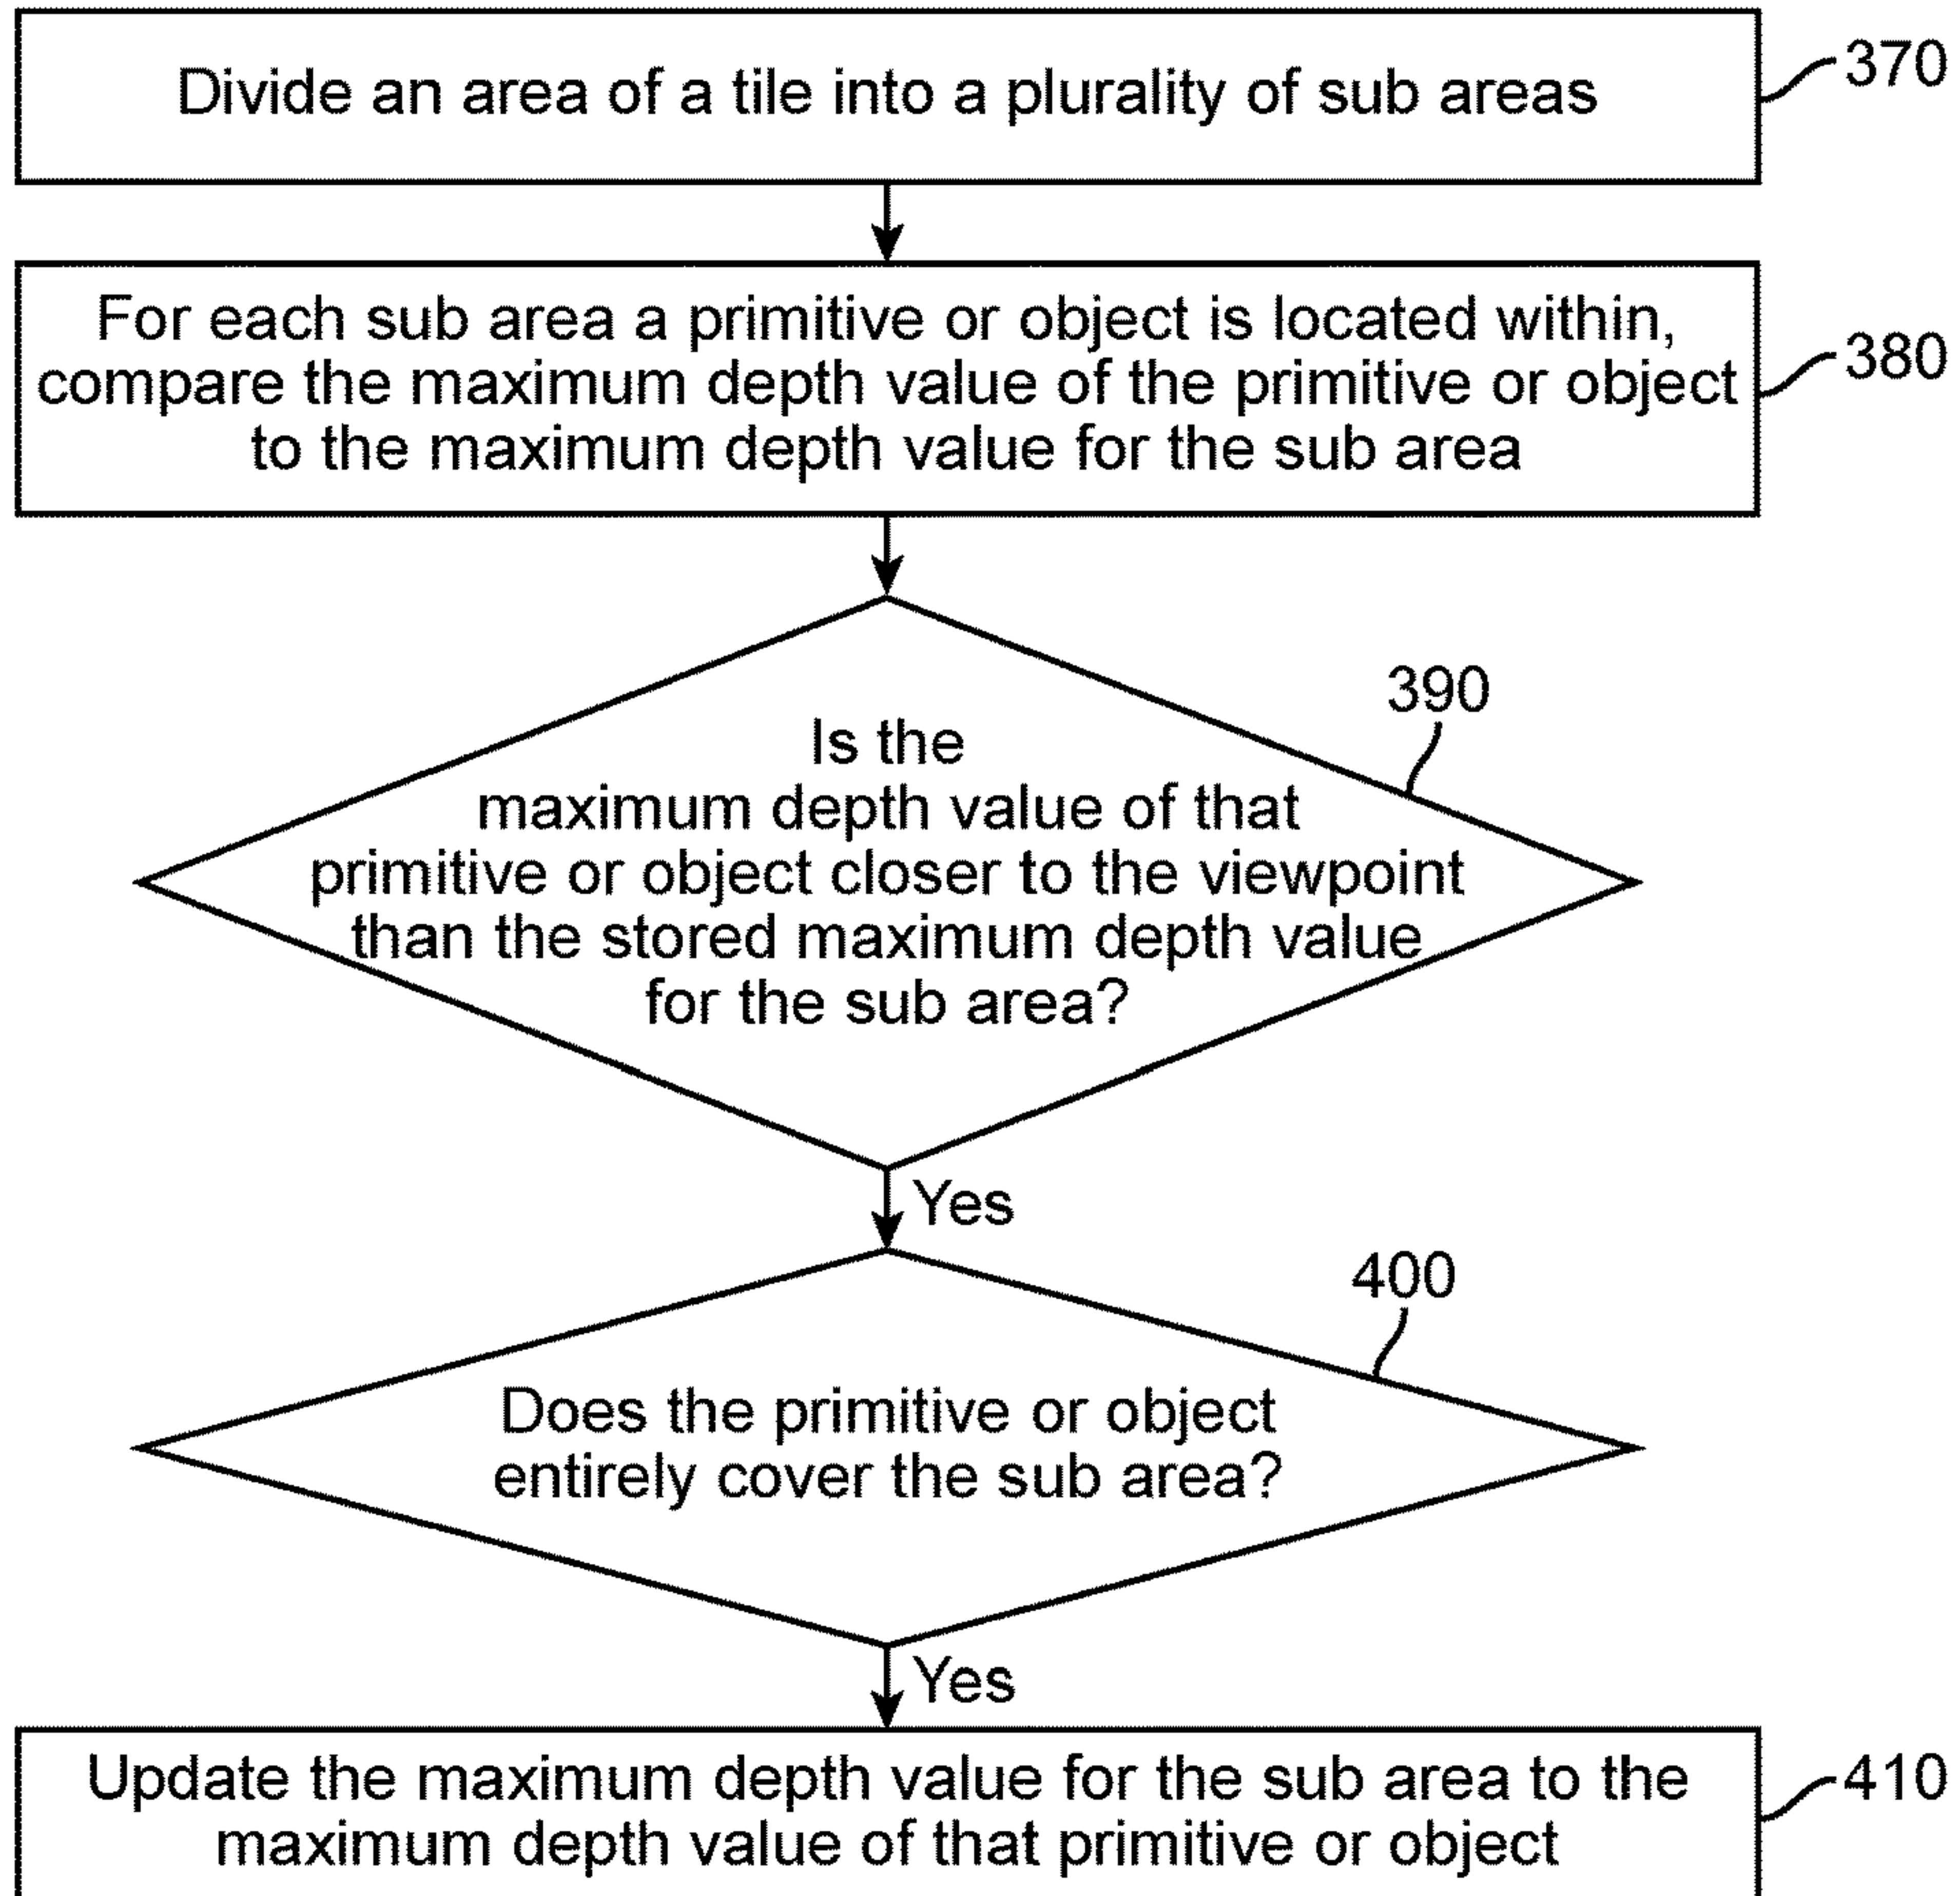 Divide an area of a tile into a plurality of sub areas
370
For each sub area a primitive or object is located within,
compare the maximum depth value of the primitive or object
to the maximum depth value for the sub area
380
390
Is the
maximum depth value of that
primitive or object closer to the viewpoint
than the stored maximum depth value
for the sub area?
Yes
400
Does the primitive or object
entirely cover the sub area?
Yes
Update the maximum depth value for the sub area to the
maximum depth value of that primitive or object
410